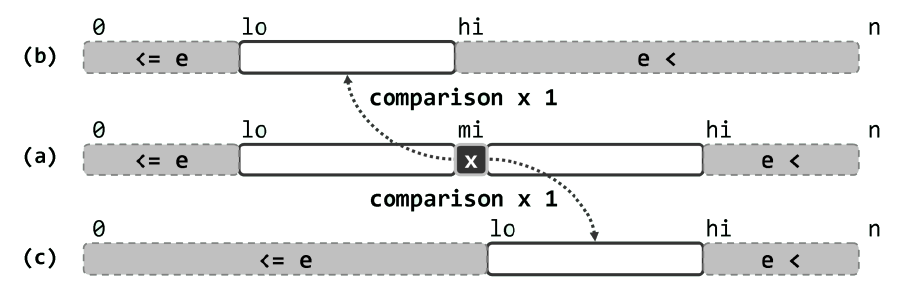 0 lo hi n
(b) <= e e <
comparison x 1
0 lo mi hi n
(a) <= e x e <
comparison x 1
0 lo hi n
(c) <= e e <